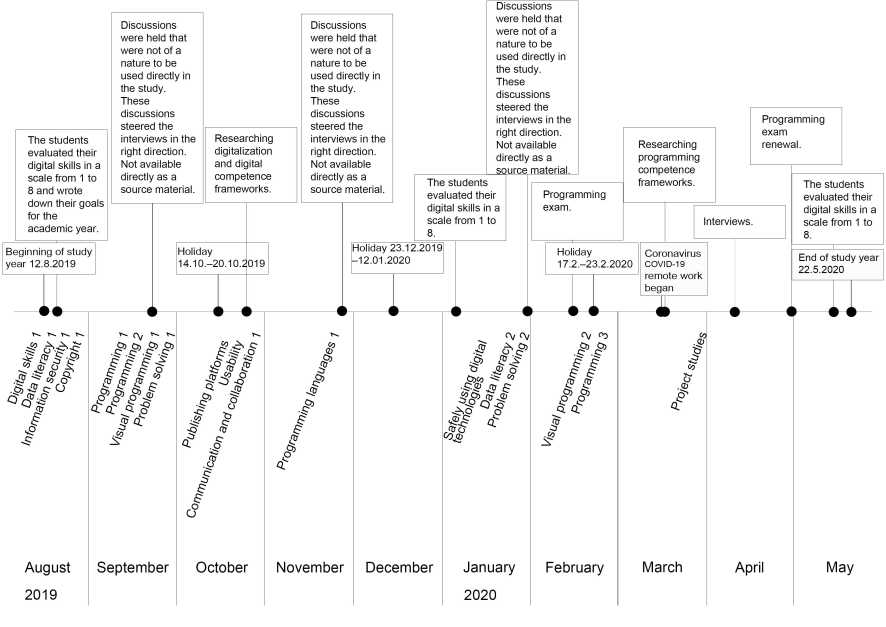 Discussions
were held that
were not of a
nature to be
used directly in
the study.
These
discussions
steered the
interviews in the
right direction.
Not available
directly as a
source material.
Discussions
were held that
were not of a
nature to be
used directly in
the study.
These
discussions
steered the
interviews in the
right direction.
Not available
directly as a
source material.
Discussions
were held that
were not of a
nature to be
used directly in
the study.
These
discussions
steered the
interviews in the
right direction.
Not available
directly as a
source material.
The students
evaluated their
digital skills in a
scale from 1 to
8 and wrote
down their goals
for the
academic year.
Researching
digitalization
and digital
competence
frameworks.
The students
evaluated their
digital skills in a
scale from 1 to
8.
Programming
exam.
Researching
programming
competence
frameworks.
Programming
exam
renewal.
Interviews.
The students
evaluated their
digital skills in a
scale from 1 to
8.
Beginning of study
year 12.8.2019
Holiday
14.10.–20.10.2019
Holiday 23.12.2019
–12.01.2020
Holiday
17.2.–23.2.2020
Coronavirus
COVID-19
remote work
began
End of study year
22.5.2020
Digital skills 1
Data literacy 1
Information security 1
Copyright 1
Programming 1
Programming 2
Visual programming 1
Problem solving 1
Publishing platforms
Usability
Communication and collaboration 1
Programming languages 1
Safely using digital
technologies
Data literacy 2
Problem solving 2
Visual programming 2
Programming 3
Project studies
August
September
October
November
December
January
February
March
April
May
2019
2020